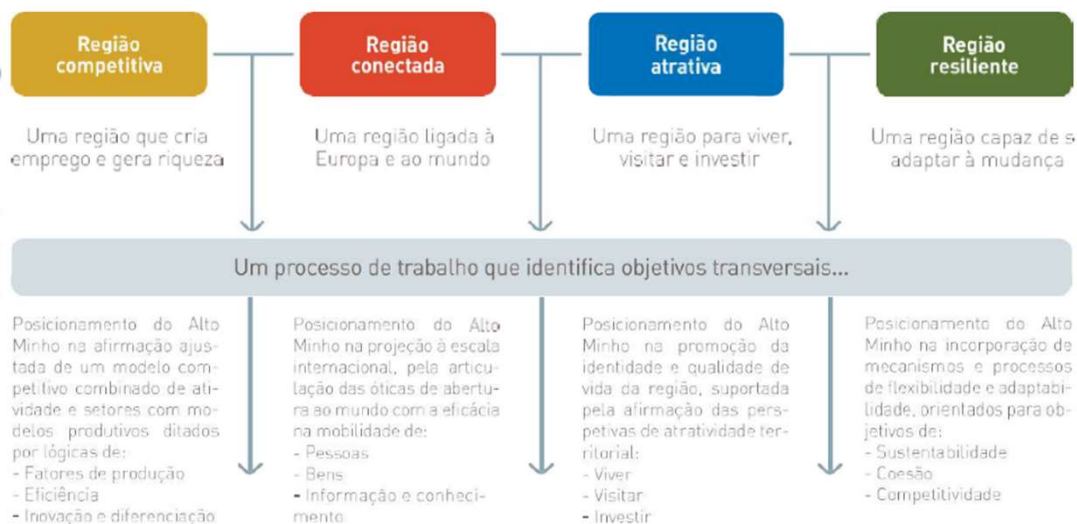 Região
competitiva
Região
conectada
Região
atrativa
Região
resiliente
Uma região que cria
emprego e gera riqueza
Uma região ligada à
Europa e ao mundo
Uma região para viver,
visitar e investir
Uma região capaz de s
adaptar à mudança
Um processo de trabalho que identifica objetivos transversais...
Posicionamento do Alto
Minho na afirmação ajus-
tada de um modelo com-
petitivo combinado de ati-
vidade e setores com mo-
delos produtivos ditados
por lógicas de:
- Fatores de produção
- Eficiência
- Inovação e diferenciação
Posicionamento do Alto
Minho na projeção à escala
internacional, pela articu-
lação das óticas de abertu-
ra ao mundo com a eficácia
na mobilidade de:
- Pessoas
- Bens
- Informação e conheci-
mento
Posicionamento do Alto
Minho na promoção da
identidade e qualidade de
vida da região, suportada
pela afirmação das pers-
petivas de atratividade ter-
ritorial:
- Viver
- Visitar
- Investir
Posicionamento do Alto
Minho na incorporação de
mecanismos e processos
de flexibilidade e adaptabi-
lidade, orientados para ob-
jetivos de:
- Sustentabilidade
- Coesão
- Competitividade